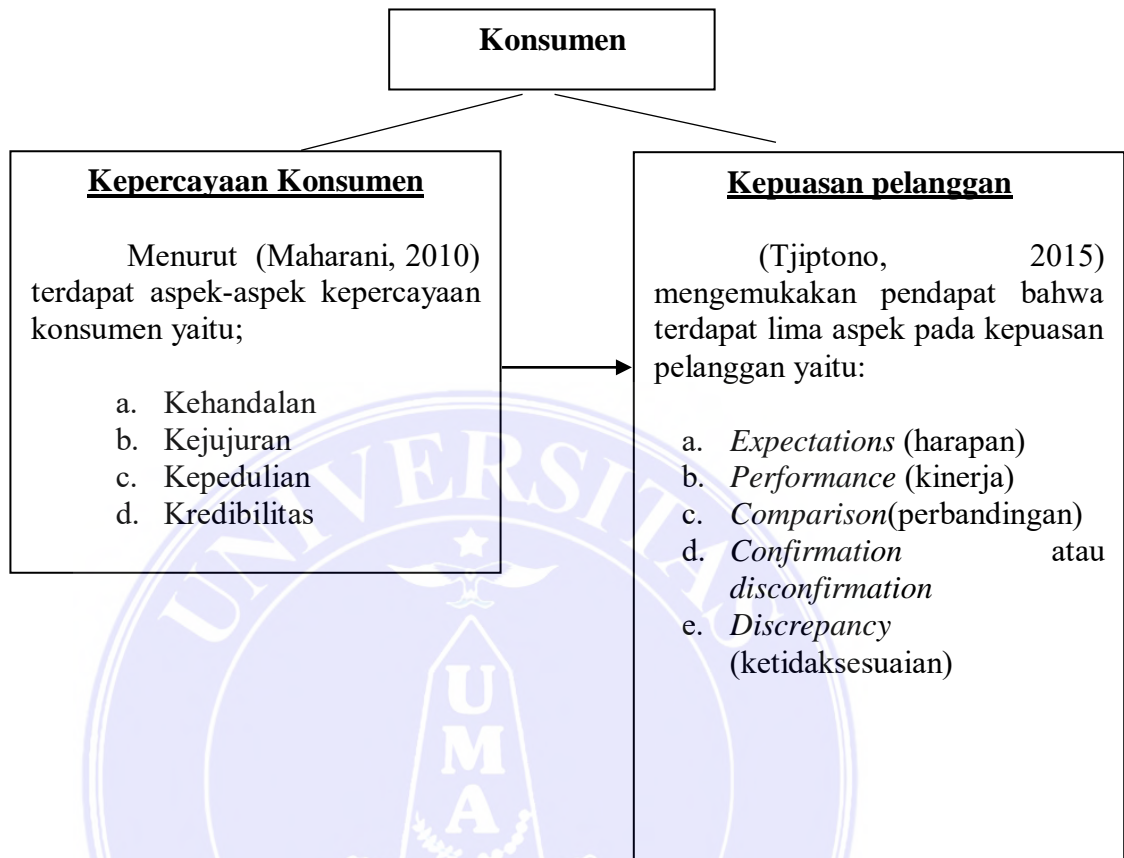 Konsumen
Kepercayaan Konsumen
Menurut (Maharani, 2010)
terdapat aspek-aspek kepercayaan
konsumen yaitu;
a. Kehandalan
b. Kejujuran
c. Kepedulian
d. Kredibilitas
Kepuasan pelanggan
(Tjiptono, 2015)
mengemukakan pendapat bahwa
terdapat lima aspek pada kepuasan
pelanggan yaitu:
a. Expectations (harapan)
b. Performance (kinerja)
c. Comparison(perbandingan)
d. Confirmation atau
disconfirmation
e. Discrepancy
(ketidaksesuaian)
UNIVERSITAS
UMA